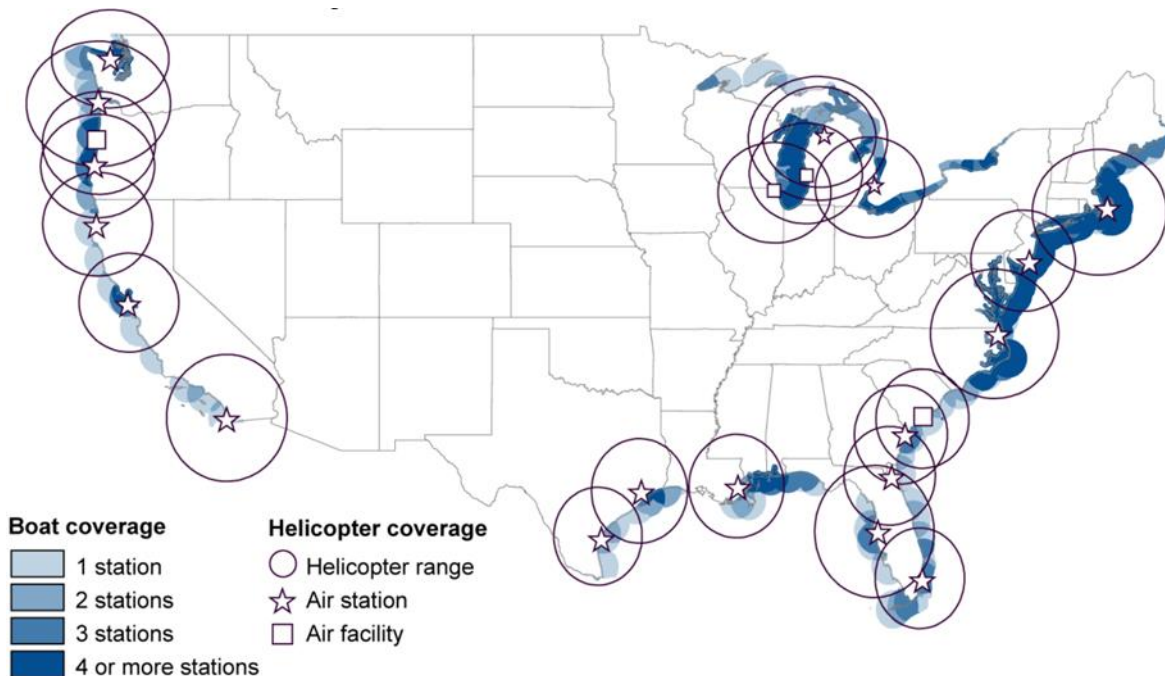 Boat coverage
1 station
2 stations
3 stations
4 or more stations
Helicopter coverage
Helicopter range
Air station
Air facility